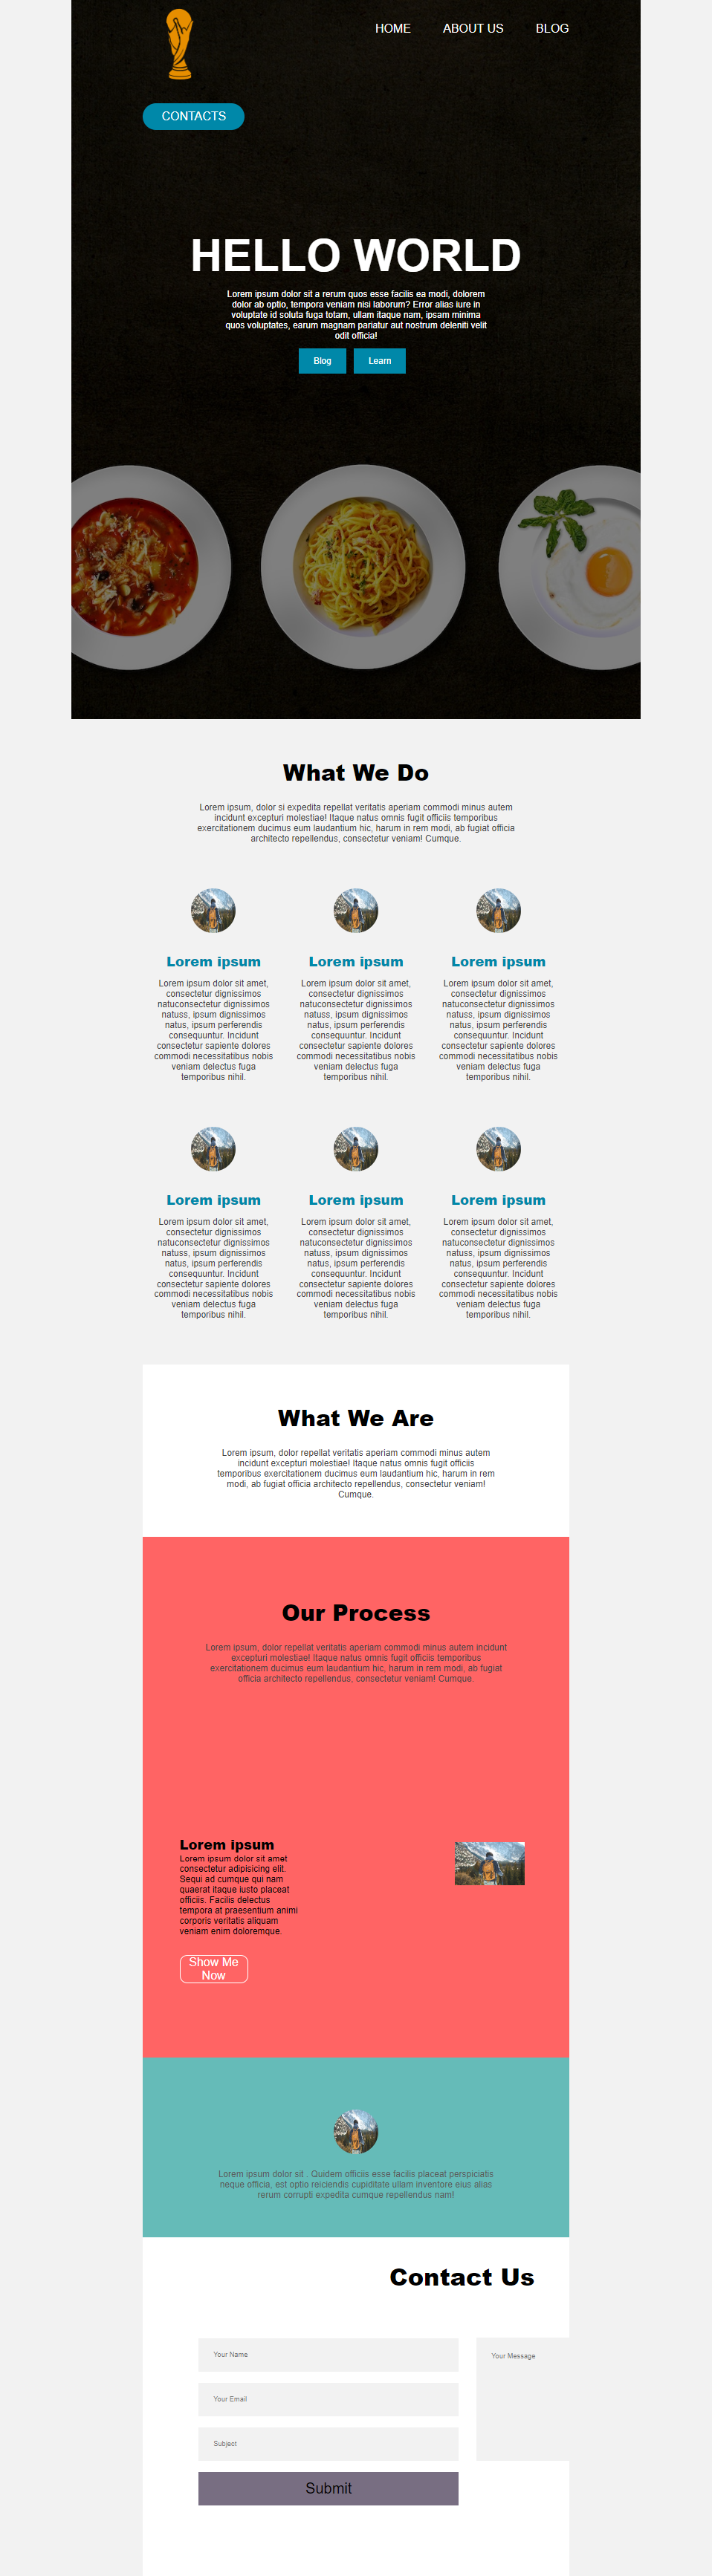 HOME ABOUT US BLOG
CONTACTS
HELLO WORLD
Lorem ipsum dolor sit a rerum quos esse facilis ea modi, dolorem
dolor ab optio, tempora veniam nisi laborum? Error alias iure in
voluptate id soluta fuga totam, ullam itaque nam, ipsam minima
quos voluptates, earum magnam pariatur aut nostrum deleniti velit
odit officia!
Blog Learn
What We Do
Lorem ipsum, dolor si expedita repellat veritatis aperiam commodi minus autem
incidunt excepturi molestiae! Itaque natus omnis fugit officiis temporibus
exercitationem ducimus eum laudantium hic, harum in rem modi, ab fugiat officia
architecto repellendus, consectetur veniam! Cumque.
Lorem ipsum
Lorem ipsum dolor sit amet,
consectetur dignissimos
natuconsectetur dignissimos
natuss, ipsum dignissimos
natus, ipsum perferendis
consequuntur. Incidunt
consectetur sapiente dolores
commodi necessitatibus nobis
veniam delectus fuga
temporibus nihil.
Lorem ipsum
Lorem ipsum dolor sit amet,
consectetur dignissimos
natuconsectetur dignissimos
natuss, ipsum dignissimos
natus, ipsum perferendis
consequuntur. Incidunt
consectetur sapiente dolores
commodi necessitatibus nobis
veniam delectus fuga
temporibus nihil.
Lorem ipsum
Lorem ipsum dolor sit amet,
consectetur dignissimos
natuconsectetur dignissimos
natuss, ipsum dignissimos
natus, ipsum perferendis
consequuntur. Incidunt
consectetur sapiente dolores
commodi necessitatibus nobis
veniam delectus fuga
temporibus nihil.
Lorem ipsum
Lorem ipsum dolor sit amet,
consectetur dignissimos
natuconsectetur dignissimos
natuss, ipsum dignissimos
natus, ipsum perferendis
consequuntur. Incidunt
consectetur sapiente dolores
commodi necessitatibus nobis
veniam delectus fuga
temporibus nihil.
Lorem ipsum
Lorem ipsum dolor sit amet,
consectetur dignissimos
natuconsectetur dignissimos
natuss, ipsum dignissimos
natus, ipsum perferendis
consequuntur. Incidunt
consectetur sapiente dolores
commodi necessitatibus nobis
veniam delectus fuga
temporibus nihil.
Lorem ipsum
Lorem ipsum dolor sit amet,
consectetur dignissimos
natuconsectetur dignissimos
natuss, ipsum dignissimos
natus, ipsum perferendis
consequuntur. Incidunt
consectetur sapiente dolores
commodi necessitatibus nobis
veniam delectus fuga
temporibus nihil.
What We Are
Lorem ipsum, dolor repellat veritatis aperiam commodi minus autem
incidunt excepturi molestiae! Itaque natus omnis fugit officiis
temporibus exercitationem ducimus eum laudantium hic, harum in rem
modi, ab fugiat officia architecto repellendus, consectetur veniam!
Cumque.
Our Process
Lorem ipsum, dolor repellat veritatis aperiam commodi minus autem incidunt
excepturi molestiae! Itaque natus omnis fugit officiis temporibus
exercitationem ducimus eum laudantium hic, harum in rem modi, ab fugiat
officia architecto repellendus, consectetur veniam! Cumque.
Lorem ipsum
Lorem ipsum dolor sit amet
consectetur adipisicing elit.
Sequi ad cumque qui nam
quaerat itaque iusto placeat
officiis. Facilis delectus
tempora at praesentium animi
corporis veritatis aliquam
veniam enim doloremque.
Show Me
Now
Lorem ipsum dolor sit . Quidem officiis esse facilis placeat perspiciatis
neque officia, est optio reiciendis cupiditate ullam inventore eius alias
rerum corrupti expedita cumque repellendus nam!
Contact Us
Your Name
Your Message
Your Email
Subject
Submit